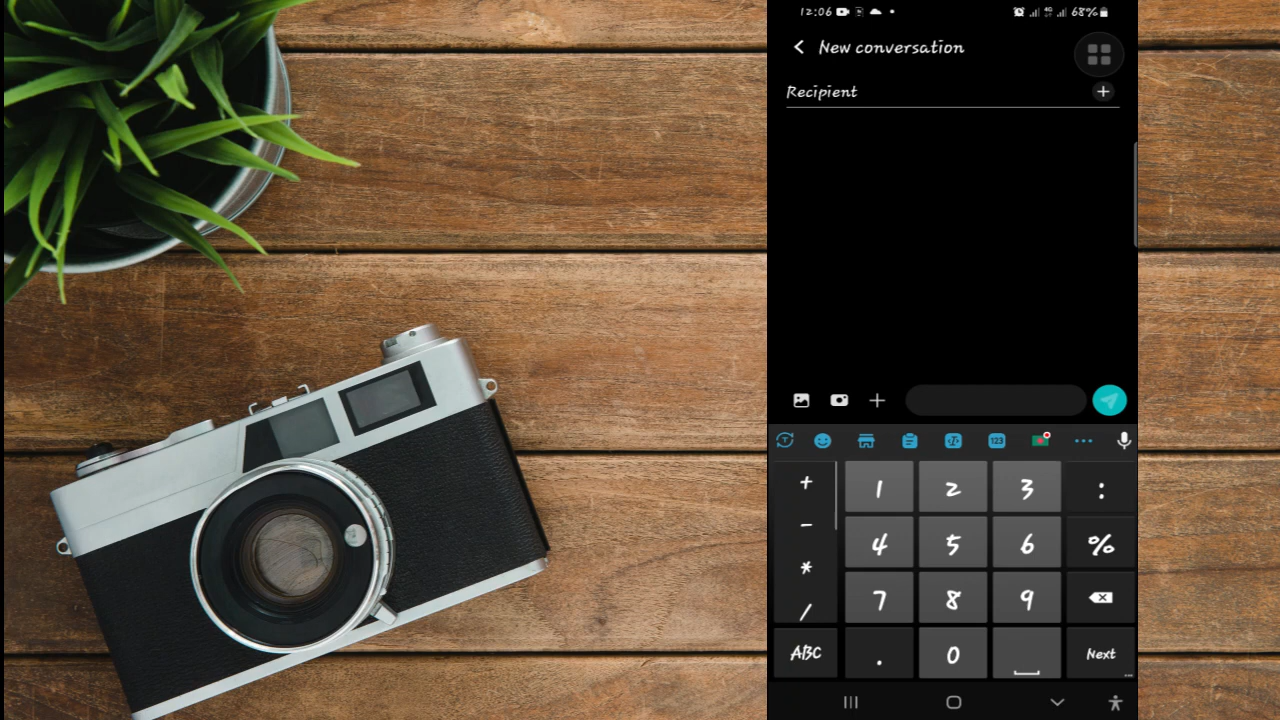 12:06 4G 68%
New conversation
Recipient
123
+ 1 2 3 :
- 4 5 6 %
*
/ 7 8 9
ABC . 0 Next